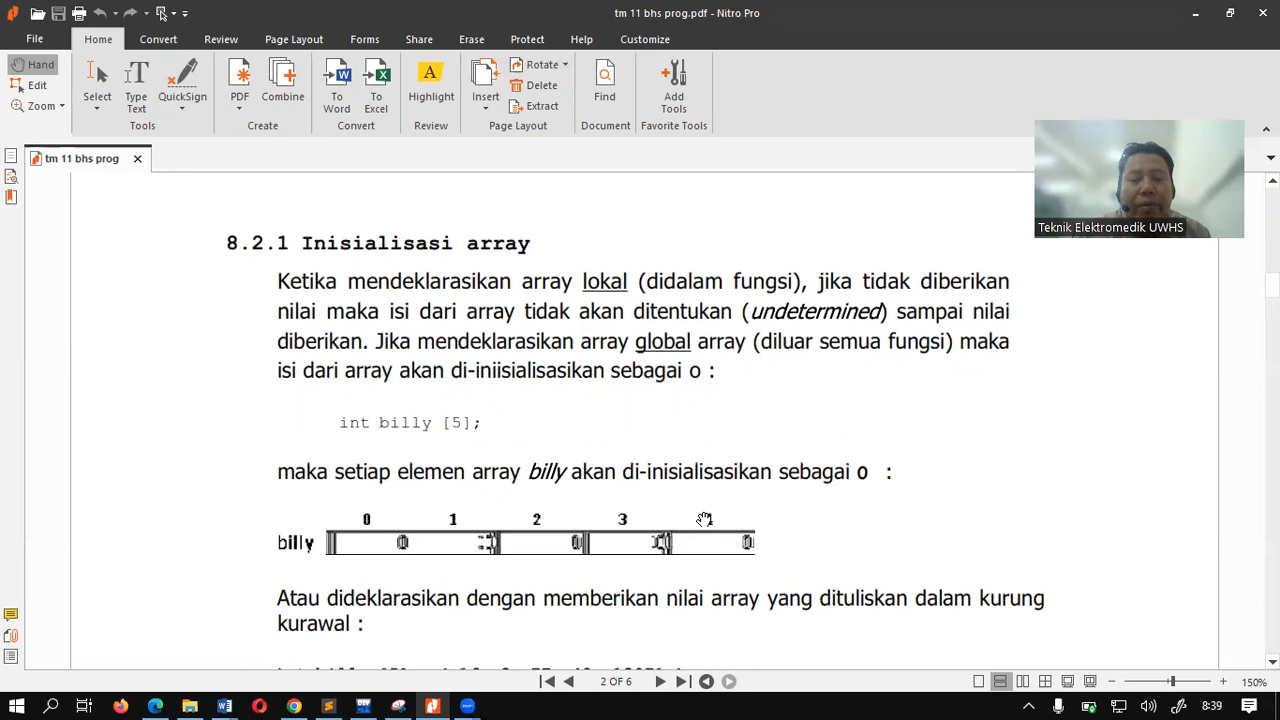 tm 11 bhs prog.pdf - Nitro Pro
File Home Convert Review Page Layout Forms Share Erase Protect Help Customize
Hand
Edit
Zoom
Select
Type Text
QuickSign
PDF
Combine
To Word
To Excel
Highlight
Insert
Rotate
Delete
Extract
Find
Add Tools
Tools Create Convert Review Page Layout Document Favorite Tools
tm 11 bhs prog
Teknik Elektromedik UWHS
8.2.1 Inisialisasi array
Ketika mendeklarasikan array lokal (didalam fungsi), jika tidak diberikan
nilai maka isi dari array tidak akan ditentukan (undetermined) sampai nilai
diberikan. Jika mendeklarasikan array global array (diluar semua fungsi) maka
isi dari array akan di-iniisialisasikan sebagai o :
int billy [5];
maka setiap elemen array billy akan di-inisialisasikan sebagai o :
0 1 2 3
billy 0 0 0
Atau dideklarasikan dengan memberikan nilai array yang dituliskan dalam kurung
kurawal :
2 OF 6
150%
8:39